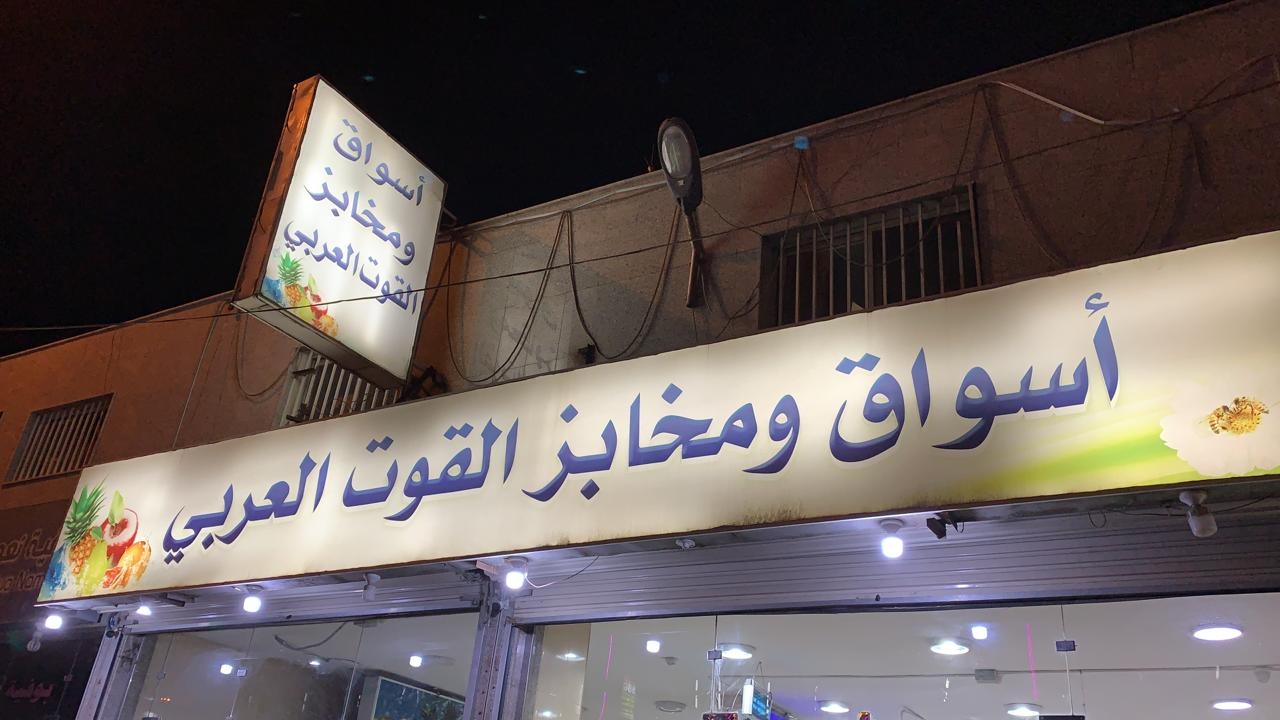 أسواق
ومخابز
القوت العربي
أسواق ومخابز القوت العربي